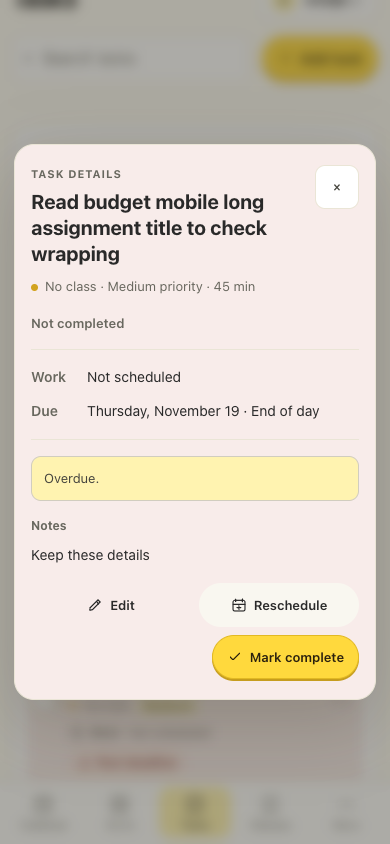 TASK DETAILS
×
Read budget mobile long
assignment title to check
wrapping
No class · Medium priority · 45 min
Not completed
Work Not scheduled
Due Thursday, November 19 · End of day
Overdue.
Notes
Keep these details
Edit
Reschedule
Mark complete